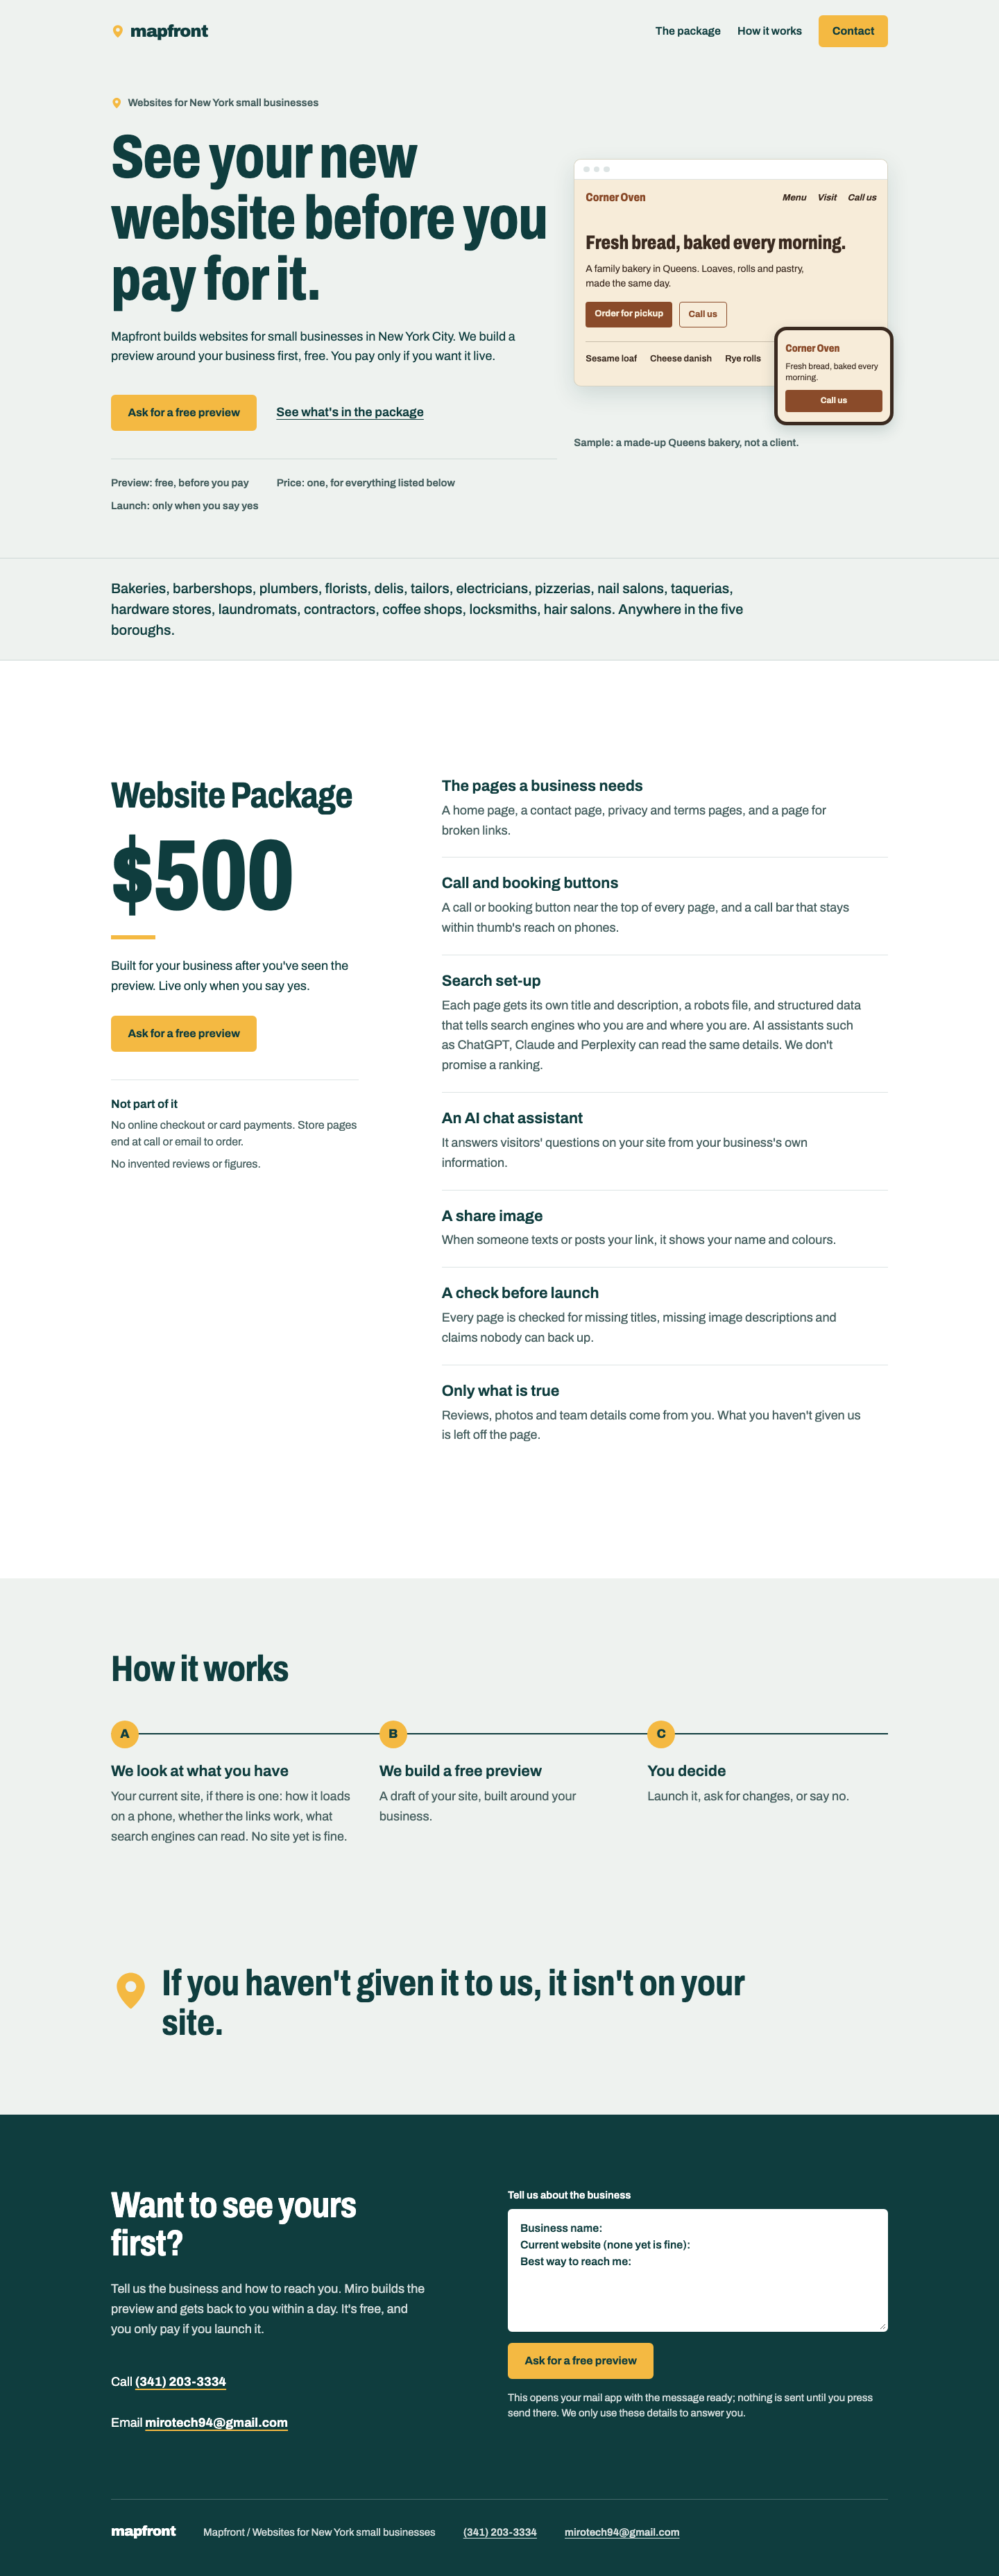 mapfront
The package
How it works
Contact
Websites for New York small businesses
See your new
website before you
pay for it.
Mapfront builds websites for small businesses in New York City. We build a
preview around your business first, free. You pay only if you want it live.
Ask for a free preview
See what's in the package
Preview: free, before you pay
Price: one, for everything listed below
Launch: only when you say yes
Corner Oven
Menu
Visit
Call us
Fresh bread, baked every morning.
A family bakery in Queens. Loaves, rolls and pastry,
made the same day.
Order for pickup
Call us
Sesame loaf
Cheese danish
Rye rolls
Corner Oven
Fresh bread, baked every
morning.
Call us
Sample: a made-up Queens bakery, not a client.
Bakeries, barbershops, plumbers, florists, delis, tailors, electricians, pizzerias, nail salons, taquerias,
hardware stores, laundromats, contractors, coffee shops, locksmiths, hair salons. Anywhere in the five
boroughs.
Website Package
$500
Built for your business after you've seen the
preview. Live only when you say yes.
Ask for a free preview
Not part of it
No online checkout or card payments. Store pages
end at call or email to order.
No invented reviews or figures.
The pages a business needs
A home page, a contact page, privacy and terms pages, and a page for
broken links.
Call and booking buttons
A call or booking button near the top of every page, and a call bar that stays
within thumb's reach on phones.
Search set-up
Each page gets its own title and description, a robots file, and structured data
that tells search engines who you are and where you are. AI assistants such
as ChatGPT, Claude and Perplexity can read the same details. We don't
promise a ranking.
An AI chat assistant
It answers visitors' questions on your site from your business's own
information.
A share image
When someone texts or posts your link, it shows your name and colours.
A check before launch
Every page is checked for missing titles, missing image descriptions and
claims nobody can back up.
Only what is true
Reviews, photos and team details come from you. What you haven't given us
is left off the page.
How it works
A
B
C
We look at what you have
Your current site, if there is one: how it loads
on a phone, whether the links work, what
search engines can read. No site yet is fine.
We build a free preview
A draft of your site, built around your
business.
You decide
Launch it, ask for changes, or say no.
If you haven't given it to us, it isn't on your
site.
Want to see yours
first?
Tell us the business and how to reach you. Miro builds the
preview and gets back to you within a day. It's free, and
you only pay if you launch it.
Call (341) 203-3334
Email mirotech94@gmail.com
Tell us about the business
Business name:
Current website (none yet is fine):
Best way to reach me:
Ask for a free preview
This opens your mail app with the message ready; nothing is sent until you press
send there. We only use these details to answer you.
mapfront
Mapfront / Websites for New York small businesses
(341) 203-3334
mirotech94@gmail.com